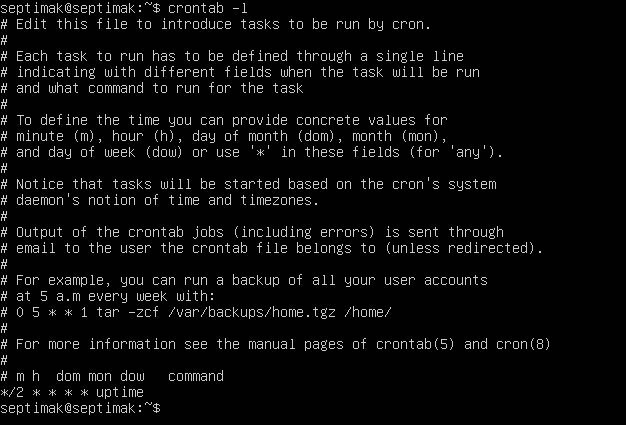 septimak@septimak:~$ crontab -l
# Edit this file to introduce tasks to be run by cron.
#
# Each task to run has to be defined through a single line
# indicating with different fields when the task will be run
# and what command to run for the task
#
# To define the time you can provide concrete values for
# minute (m), hour (h), day of month (dom), month (mon),
# and day of week (dow) or use '*' in these fields (for 'any').
#
# Notice that tasks will be started based on the cron's system
# daemon's notion of time and timezones.
#
# Output of the crontab jobs (including errors) is sent through
# email to the user the crontab file belongs to (unless redirected).
#
# For example, you can run a backup of all your user accounts
# at 5 a.m every week with:
# 0 5 * * 1 tar -zcf /var/backups/home.tgz /home/
#
# For more information see the manual pages of crontab(5) and cron(8)
#
# m h  dom mon dow   command
*/2 * * * * uptime
septimak@septimak:~$